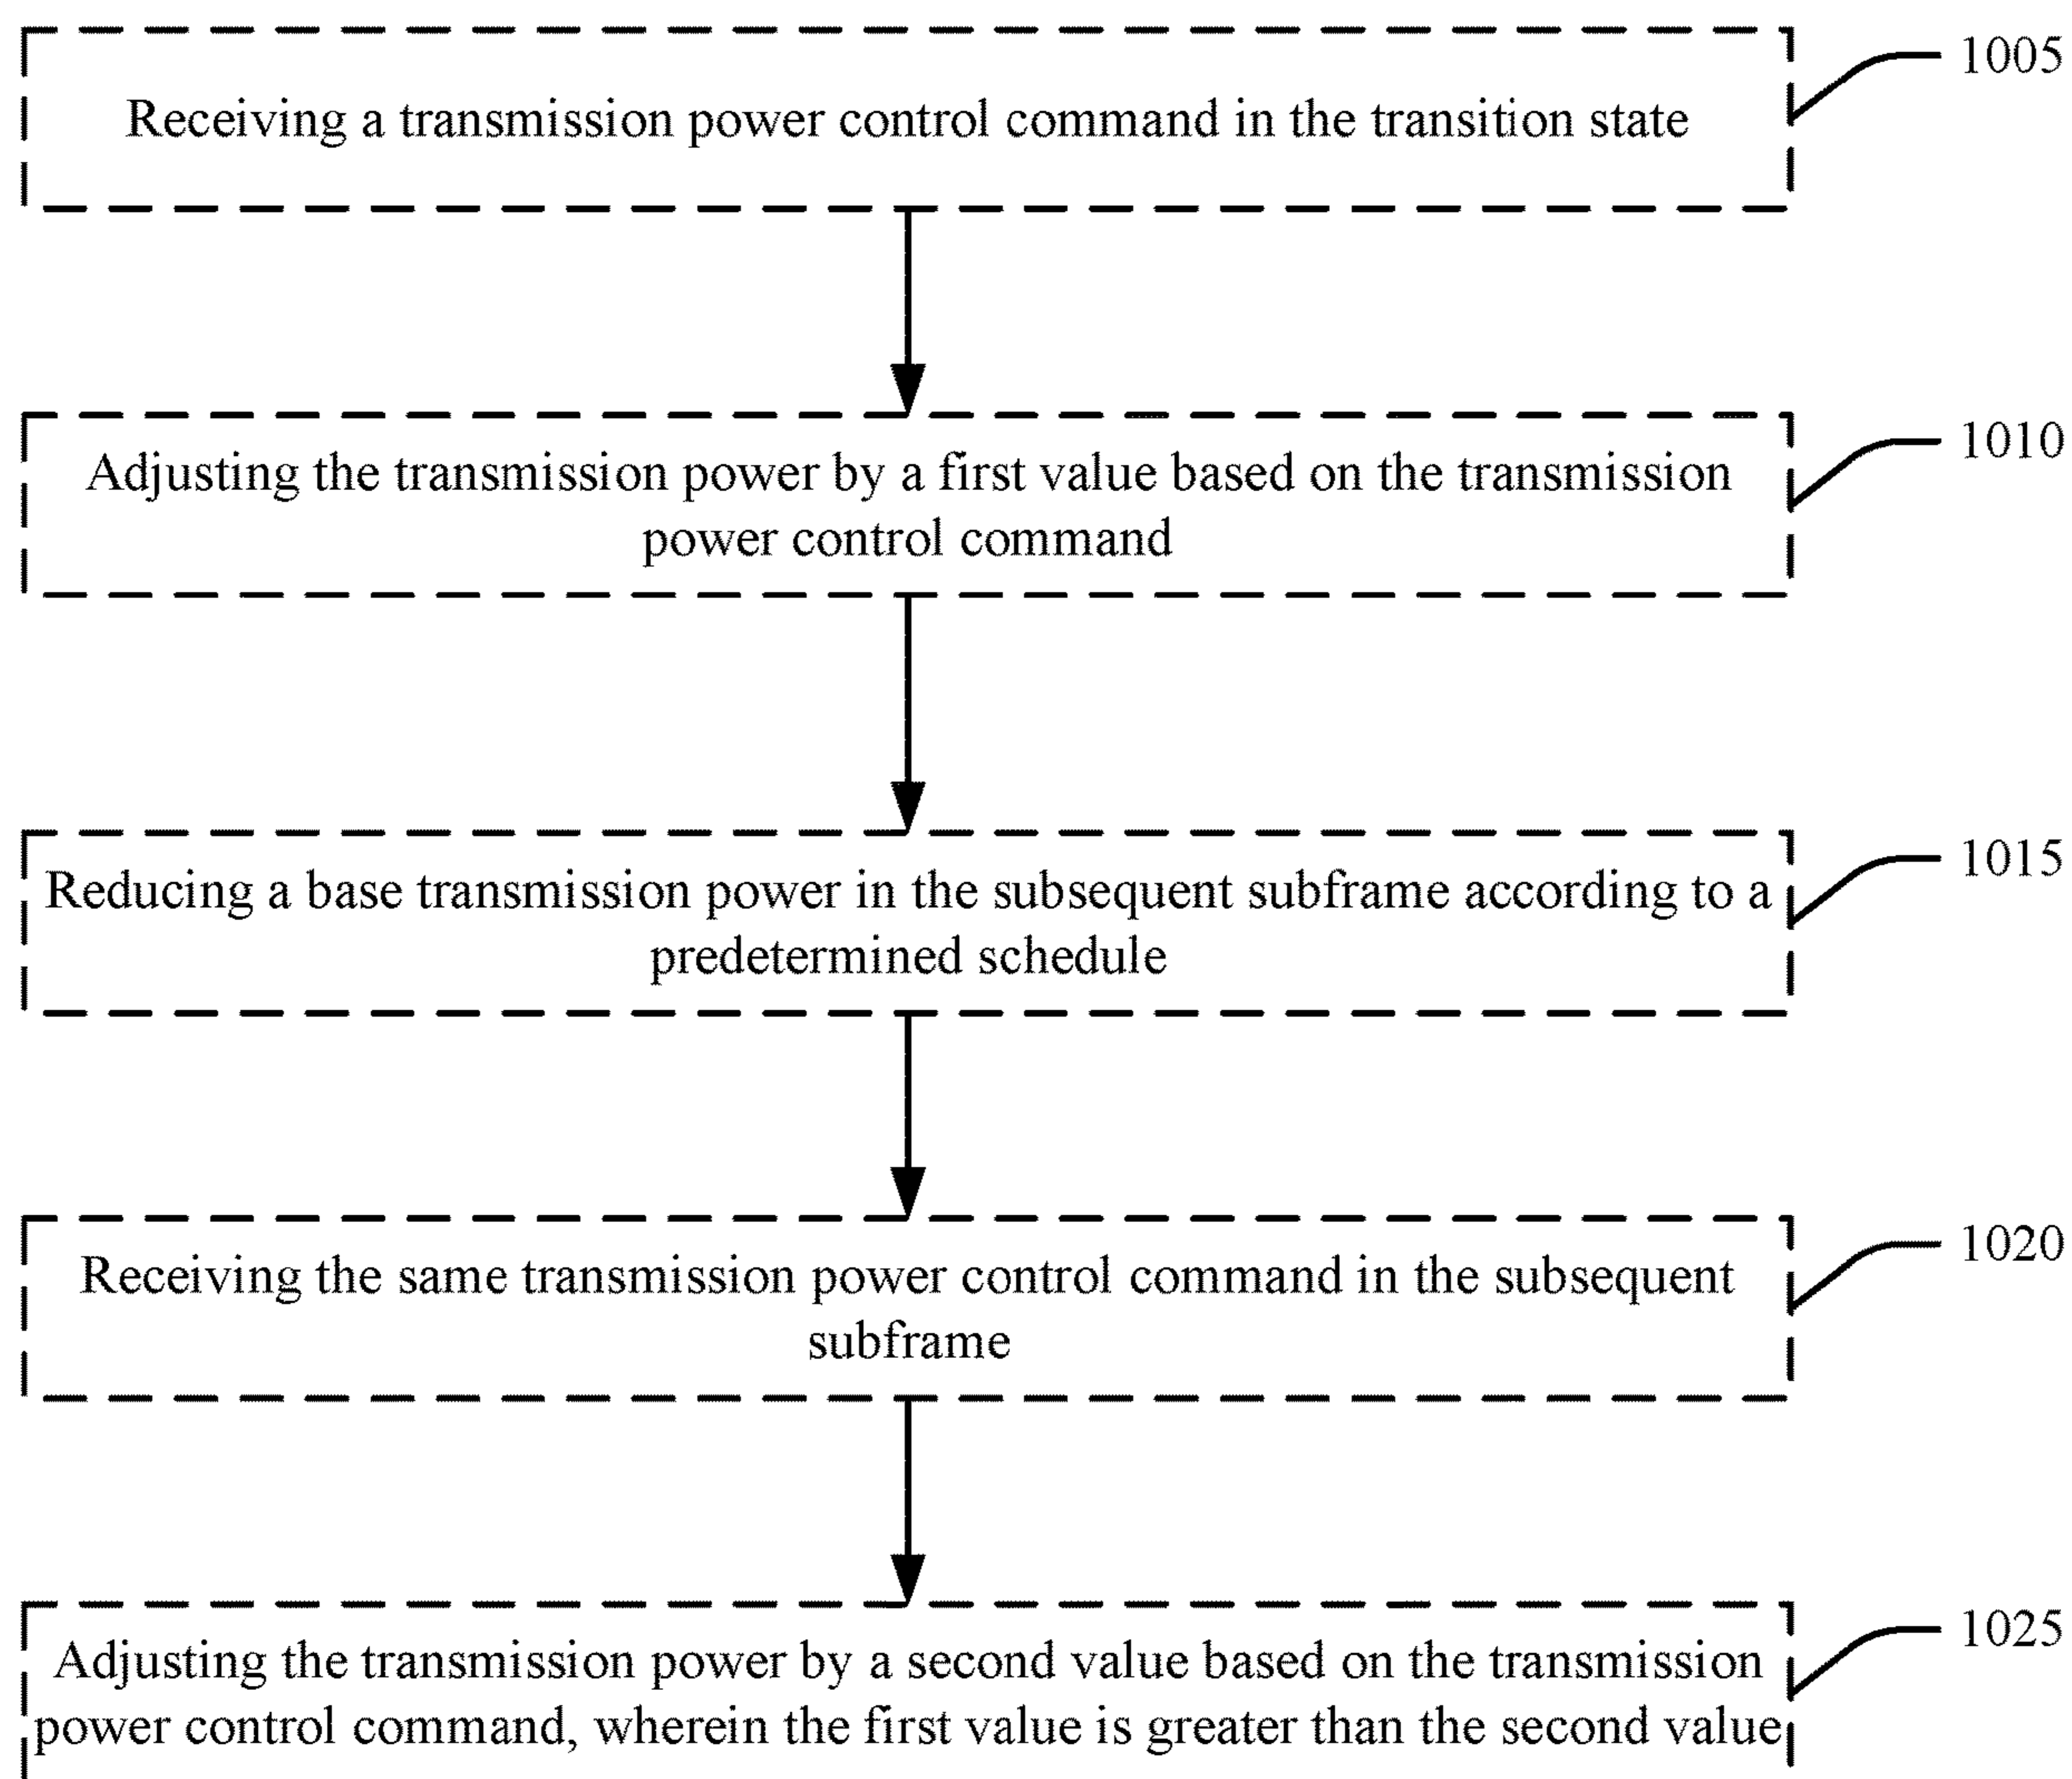 1005
Receiving a transmission power control command in the transition state
1010
Adjusting the transmission power by a first value based on the transmission
power control command
1015
Reducing a base transmission power in the subsequent subframe according to a
predetermined schedule
1020
Receiving the same transmission power control command in the subsequent
subframe
1025
Adjusting the transmission power by a second value based on the transmission
power control command, wherein the first value is greater than the second value